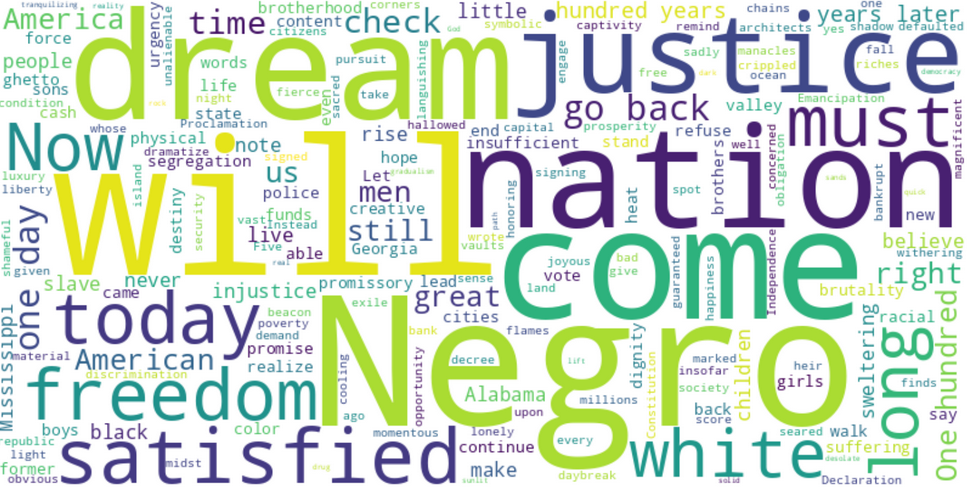 tranquilizing
reality
America
force
people
ghetto
sons
condition
cash
dream
time
urgency
unalienable
brotherhood
corners
content
check
citizens
words
life
night
state
pursuit
fierce
take
even
sacred
languishing
God
little
symbolic
hundred years
captivity
remind
engage
justice
chains
one
years later
architects
yes
shadow
defaulted
sadly
manacles
fall
free
crippled
riches
dark
ocean
democracy
go back
valley
Emancipation
must
magnificent
Now
whose
Proclamation
dramatize
physical
note
rock
segregation
signed
us
police
rise
hallowed
hope
gradualism
Let
men
creative
still
end
capital
prosperity
insufficient
stand
refuse
signing
spot
well
concerned
obligation
brothers
heat
bankrupt
new
sands
quick
luxury
liberty
island
will
destiny
security
vast
funds
Instead
Five
live
able
real
Georgia
nation
wrote
vaults
honoring
path
shameful
given
one day
slave
never
came
injustice
promissory
lead
sense
exile
great
cities
come
joyous
bad
vote
give
land
guaranteed
happiness
Independence
believe
withering
right
brutality
One hundred
today
beacon
poverty
demand
promise
realize
Mississippi
material
American
discrimination
freedom
Negro
cooling
ago
opportunity
bank
flames
decree
lift
Alabama
upon
millions
dignity
Constitution
marked
insofar
society
back
score
children
heir
girls
sweltering
long
racial
finds
say
boys
black
color
republic
light
former
obvious
satisfied
midst
drug
momentous
lonely
continue
make
sunlit
every
daybreak
white
seared
walk
suffering
desolate
solid
Declaration